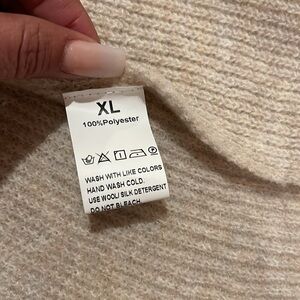 XL
100%Polyester
WASH WITH LIKE COLORS
HAND WASH COLD.
USE WOOL/ SILK DETERGENT
DO NOT BLEACH